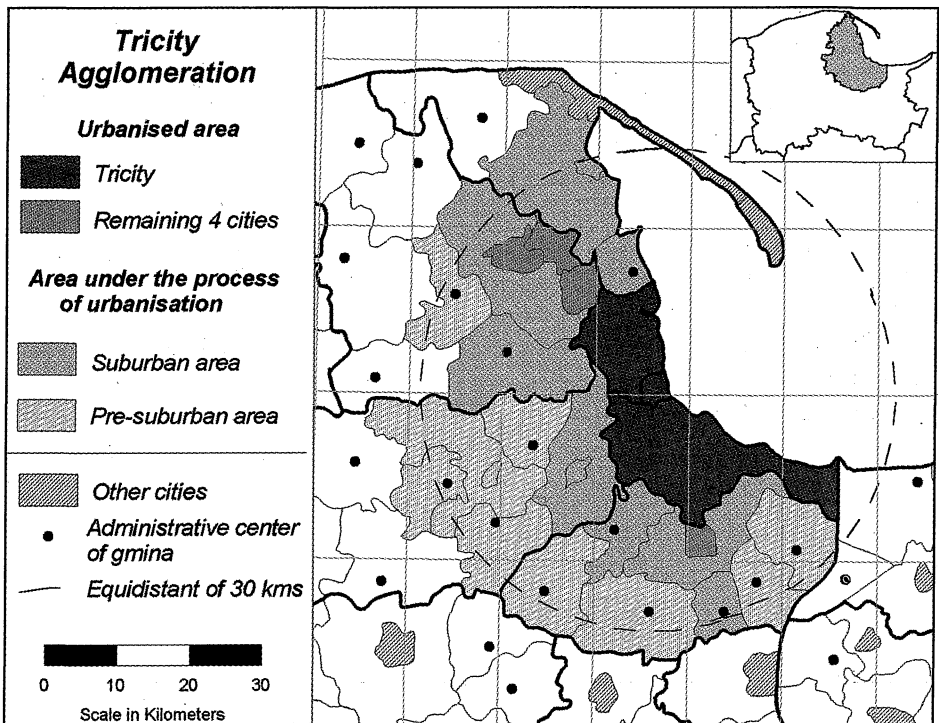 Tricity
Agglomeration
Urbanised area
Tricity
Remaining 4 cities
Area under the process
of urbanisation
Suburban area
Pre-suburban area
Other cities
Administrative center
of gmina
Equidistant of 30 kms
0 10 20 30
Scale in Kilometers